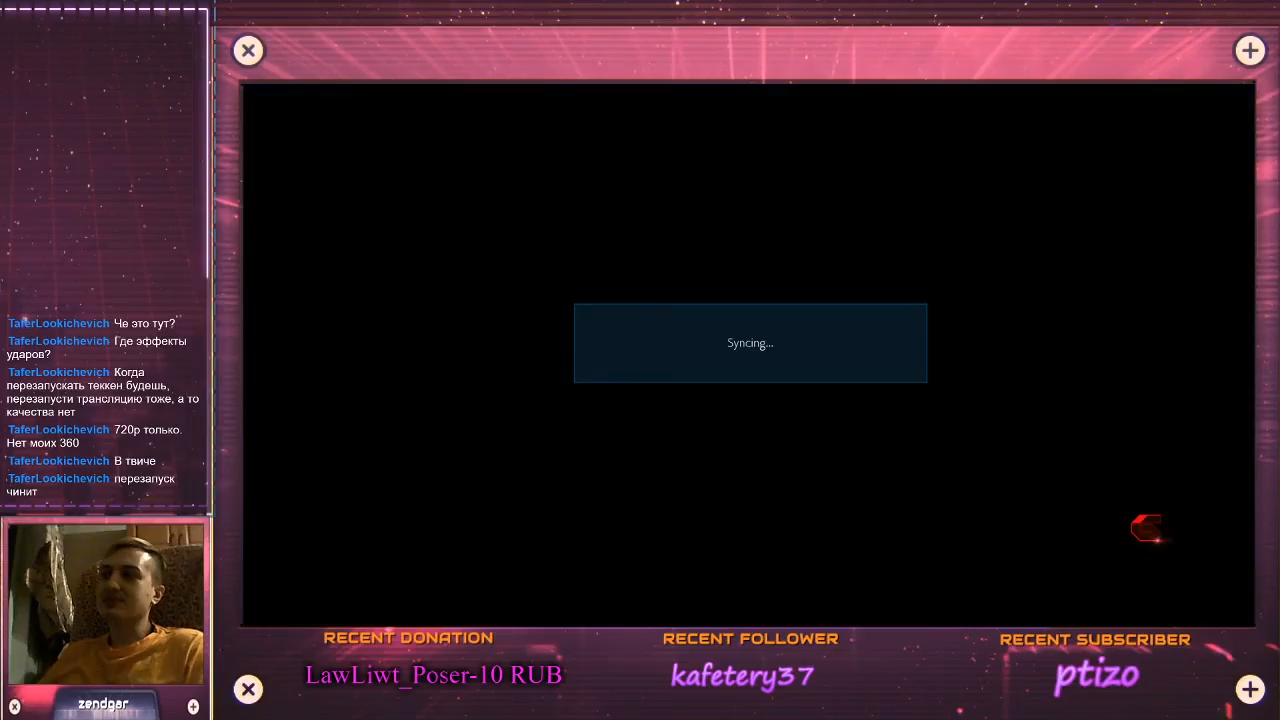 TaferLookichevich Че это тут?
TaferLookichevich Где эффекты
ударов?
TaferLookichevich Когда
перезапускать теккен будешь,
перезапусти трансляцию тоже, а то
качества нет
TaferLookichevich 720p только.
Нет моих 360
TaferLookichevich В твиче
TaferLookichevich перезапуск
чинит
Syncing...
zendgar
RECENT DONATION
LawLiwt_Poser-10 RUB
RECENT FOLLOWER
kafetery37
RECENT SUBSCRIBER
ptizo